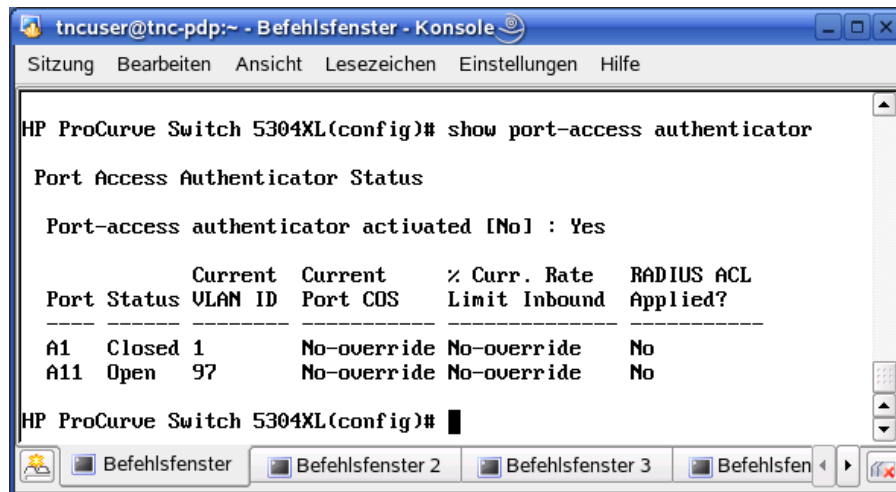 tncuser@tnc-pdp:~ - Befehlsfenster - Konsole
Sitzung Bearbeiten Ansicht Lesezeichen Einstellungen Hilfe
HP ProCurve Switch 5304XL(config)# show port-access authenticator
Port Access Authenticator Status
Port-access authenticator activated [No] : Yes
Current Current % Curr. Rate RADIUS ACL
Port Status VLAN ID Port COS Limit Inbound Applied?
---- ------ -------- ----------- -------------- -----------
A1 Closed 1 No-override No-override No
A11 Open 97 No-override No-override No
HP ProCurve Switch 5304XL(config)#
Befehlsfenster Befehlsfenster 2 Befehlsfenster 3 Befehlsfen